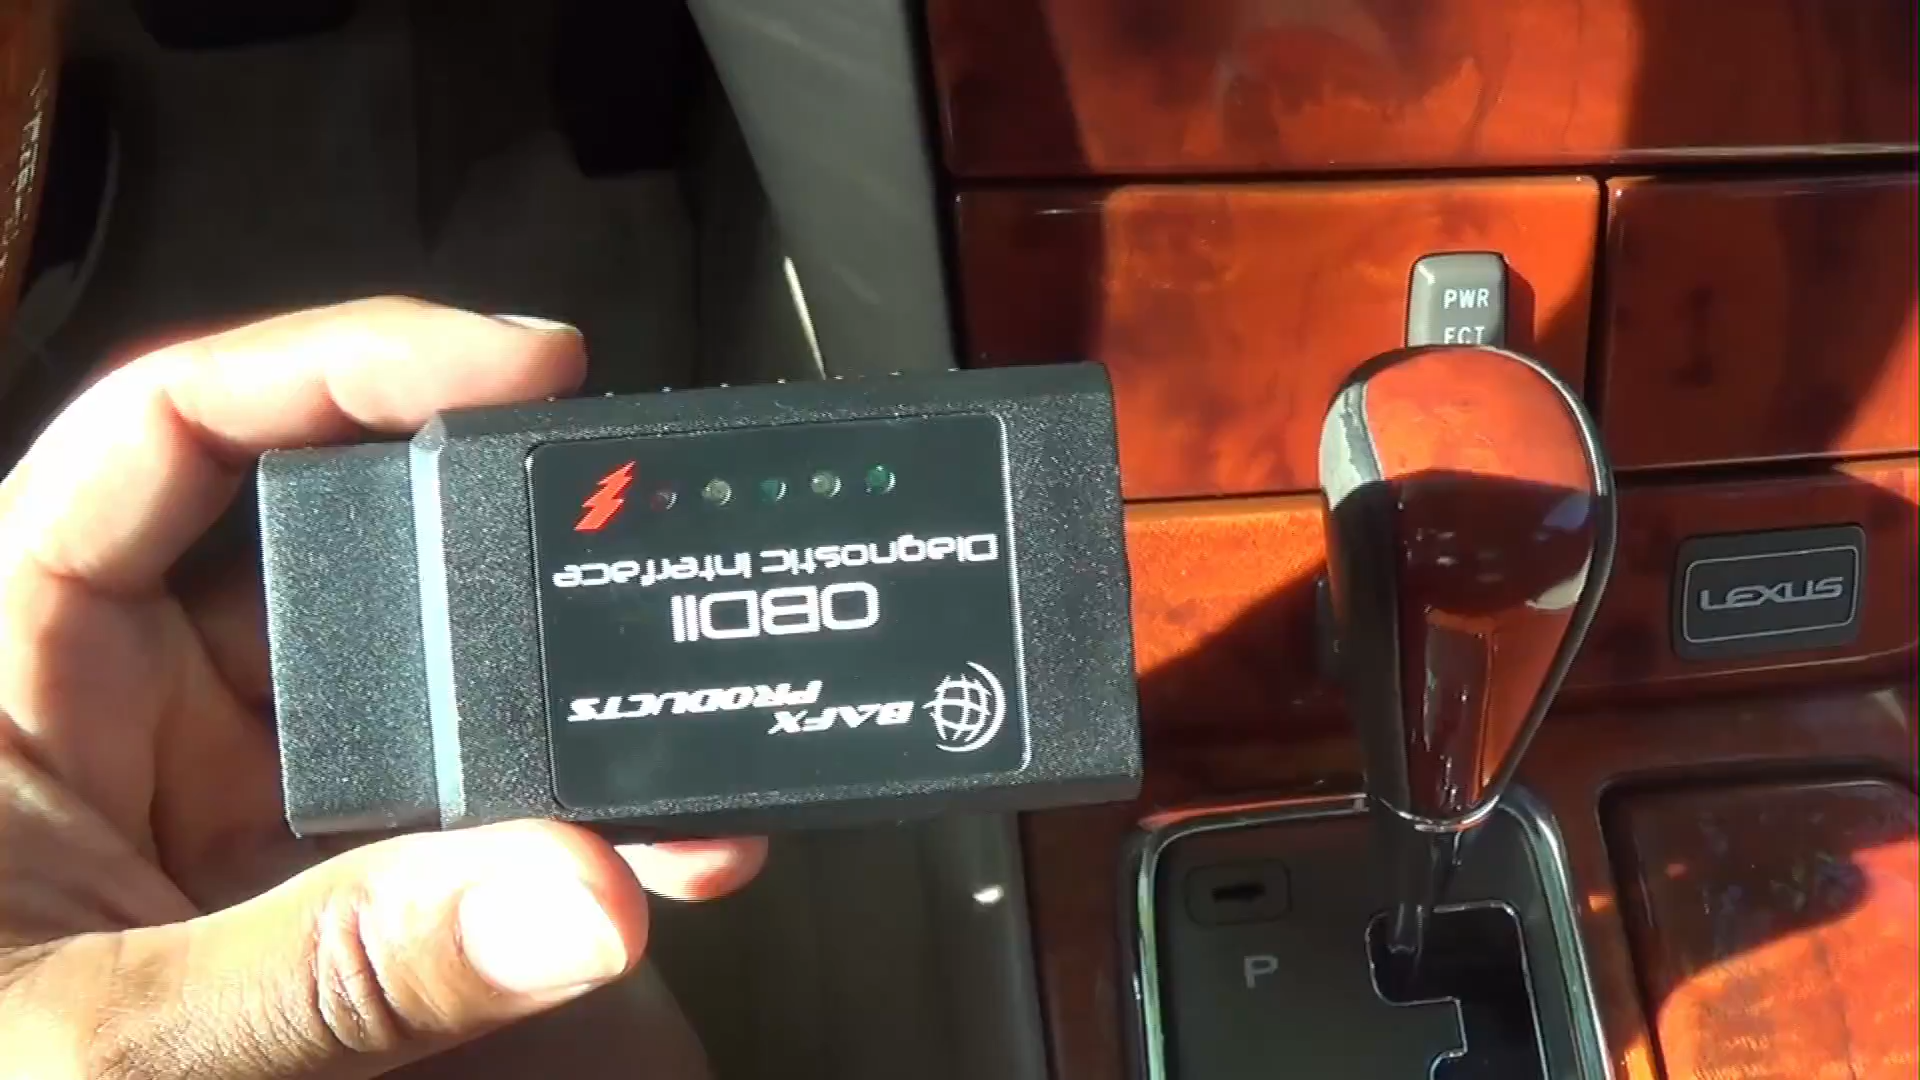 BAFX
PRODUCTS
OBDII
Diagnostic Interface
PWR
ECT
LEXUS
P